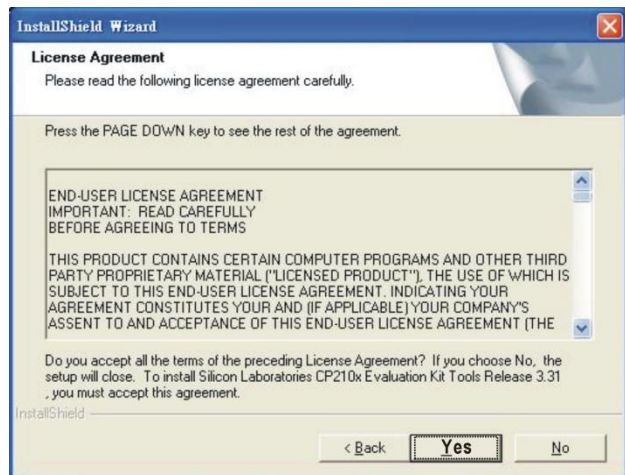 InstallShield Wizard
License Agreement
Please read the following license agreement carefully.
Press the PAGE DOWN key to see the rest of the agreement.
END-USER LICENSE AGREEMENT
IMPORTANT: READ CAREFULLY
BEFORE AGREEING TO TERMS
THIS PRODUCT CONTAINS CERTAIN COMPUTER PROGRAMS AND OTHER THIRD
PARTY PROPRIETARY MATERIAL ("LICENSED PRODUCT"), THE USE OF WHICH IS
SUBJECT TO THIS END-USER LICENSE AGREEMENT. INDICATING YOUR
AGREEMENT CONSTITUTES YOUR AND (IF APPLICABLE) YOUR COMPANY'S
ASSENT TO AND ACCEPTANCE OF THIS END-USER LICENSE AGREEMENT (THE
Do you accept all the terms of the preceding License Agreement? If you choose No, the
setup will close. To install Silicon Laboratories CP210x Evaluation Kit Tools Release 3.31
, you must accept this agreement.
InstallShield
< Back Yes No